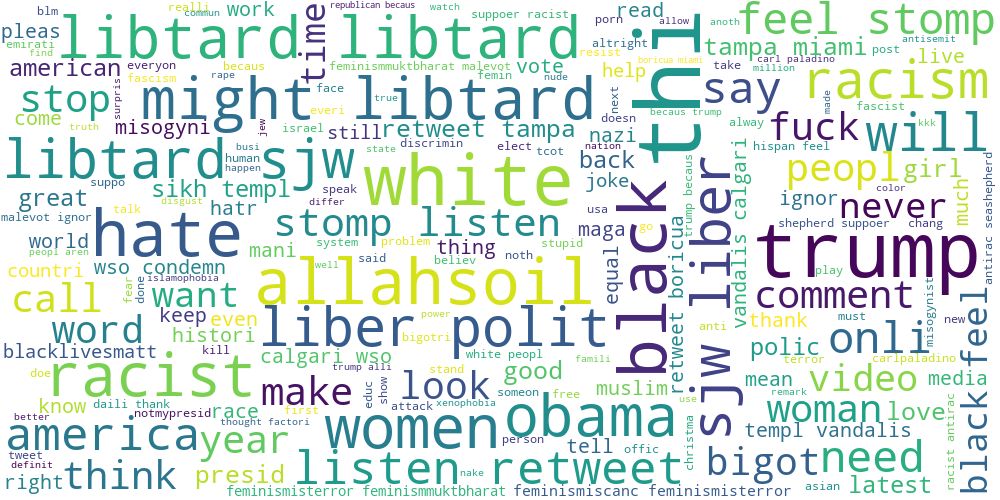 blm
republican becaus
commun
watch
realli
suppoer racist
porn
allow
anoth
antisemit
pleas
work
time
read
feel stomp
emirati
find
libtard libtard
altright
resist
thi
boricua miami
carl paladino
post
tampa miami
live
american
everyon
becaus
feminismmuktbharat malevot
vote
help
take
million
racism
surpris
fascism
rape
femin
nude
stop
might libtard
face
everi
true
next
becaus trump
say
made
fascist
come
misogyni
jew
israel
still
retweet tampa
doesn
nazi
alway
fuck
will
kkk
truth
busi
state
discrimin
elect
tcot
nation
back
hispan feel
libtard
sjw
human
happen
white
black
trump becaus
vandalis calgari
peopl
girl
suppo
great
sikh templ
hatr
speak
differ
joke
usa
ignor
color
much
never
malevot ignor
talk
disgust
stomp listen
maga
go
shepherd suppoer
chang
world
peopl aren
hate
mani
system
problem
thing
stupid
noth
equal
retweet boricua
sjw liber
trump
antirac seashepherd
countri
wso condemn
islamophobia
well
said
believ
allahsoil
fear
done
want
play
comment
misogynist
call
keep
even
power
liber polit
anti
thank
must
new
word
histori
bigotri
onli
feel
blacklivesmatt
kill
calgari wso
white peopl
famili
polic
terror
carlpaladino
doe
racist
trump alli
stand
good
muslim
mean
video
media
know
daili thank
make
educ
show
look
someon
free
use
remark
better
notmypresid
race
first
attack
xenophobia
women
obama
woman
love
black
america
year
thought factori
person
tell
offic
christma
templ vandalis
racist antirac
tweet
definit
right
think
presid
listen retweet
nake
bigot
need
asian
latest
feminismisterror feminismmuktbharat
feminismiscanc feminismisterror